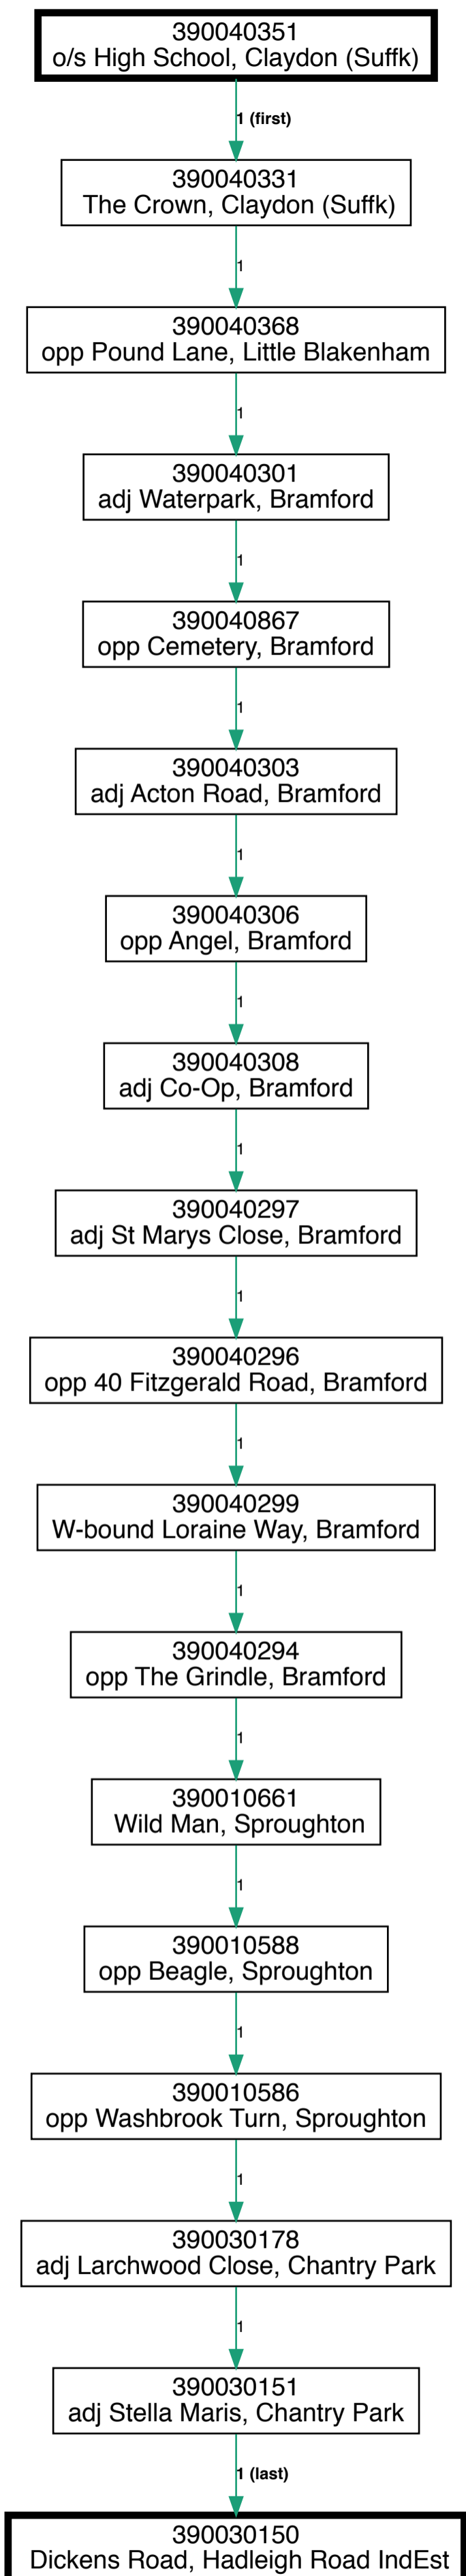 390040351
o/s High School, Claydon (Suffk)
1 (first)
390040331
The Crown, Claydon (Suffk)
1
390040368
opp Pound Lane, Little Blakenham
1
390040301
adj Waterpark, Bramford
1
390040867
opp Cemetery, Bramford
1
390040303
adj Acton Road, Bramford
1
390040306
opp Angel, Bramford
1
390040308
adj Co-Op, Bramford
1
390040297
adj St Marys Close, Bramford
1
390040296
opp 40 Fitzgerald Road, Bramford
1
390040299
W-bound Loraine Way, Bramford
1
390040294
opp The Grindle, Bramford
1
390010661
Wild Man, Sproughton
1
390010588
opp Beagle, Sproughton
1
390010586
opp Washbrook Turn, Sproughton
1
390030178
adj Larchwood Close, Chantry Park
1
390030151
adj Stella Maris, Chantry Park
1 (last)
390030150
Dickens Road, Hadleigh Road IndEst